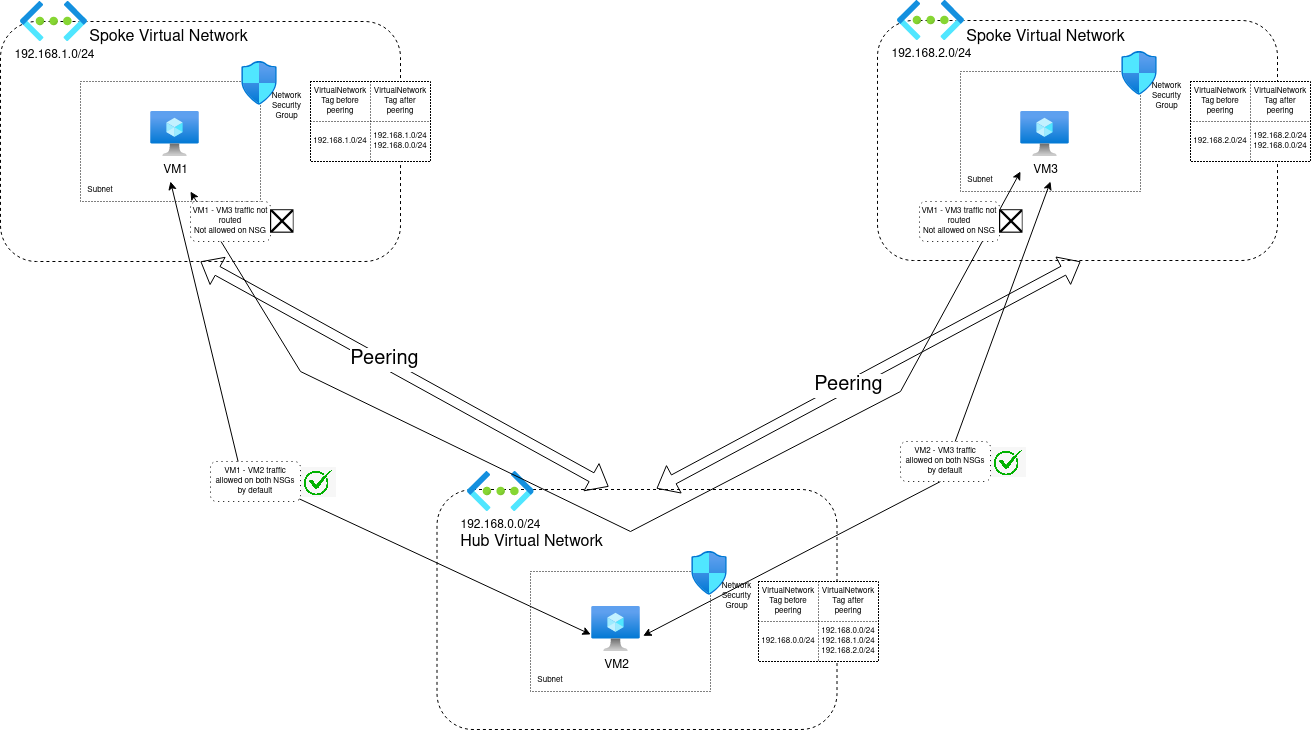 Spoke Virtual Network
192.168.1.0/24
Network
Security
Group
VirtualNetwork
Tag before
peering
VirtualNetwork
Tag after
peering
192.168.1.0/24
192.168.1.0/24
192.168.0.0/24
VM1
Subnet
VM1 - VM3 traffic not
routed
Not allowed on NSG
Spoke Virtual Network
192.168.2.0/24
Network
Security
Group
VirtualNetwork
Tag before
peering
VirtualNetwork
Tag after
peering
192.168.2.0/24
192.168.2.0/24
192.168.0.0/24
VM3
Subnet
VM1 - VM3 traffic not
routed
Not allowed on NSG
Peering
Peering
VM1 - VM2 traffic
allowed on both NSGs
by default
VM2 - VM3 traffic
allowed on both NSGs
by default
192.168.0.0/24
Hub Virtual Network
Network
Security
Group
VirtualNetwork
Tag before
peering
VirtualNetwork
Tag after
peering
192.168.0.0/24
192.168.0.0/24
192.168.1.0/24
192.168.2.0/24
VM2
Subnet